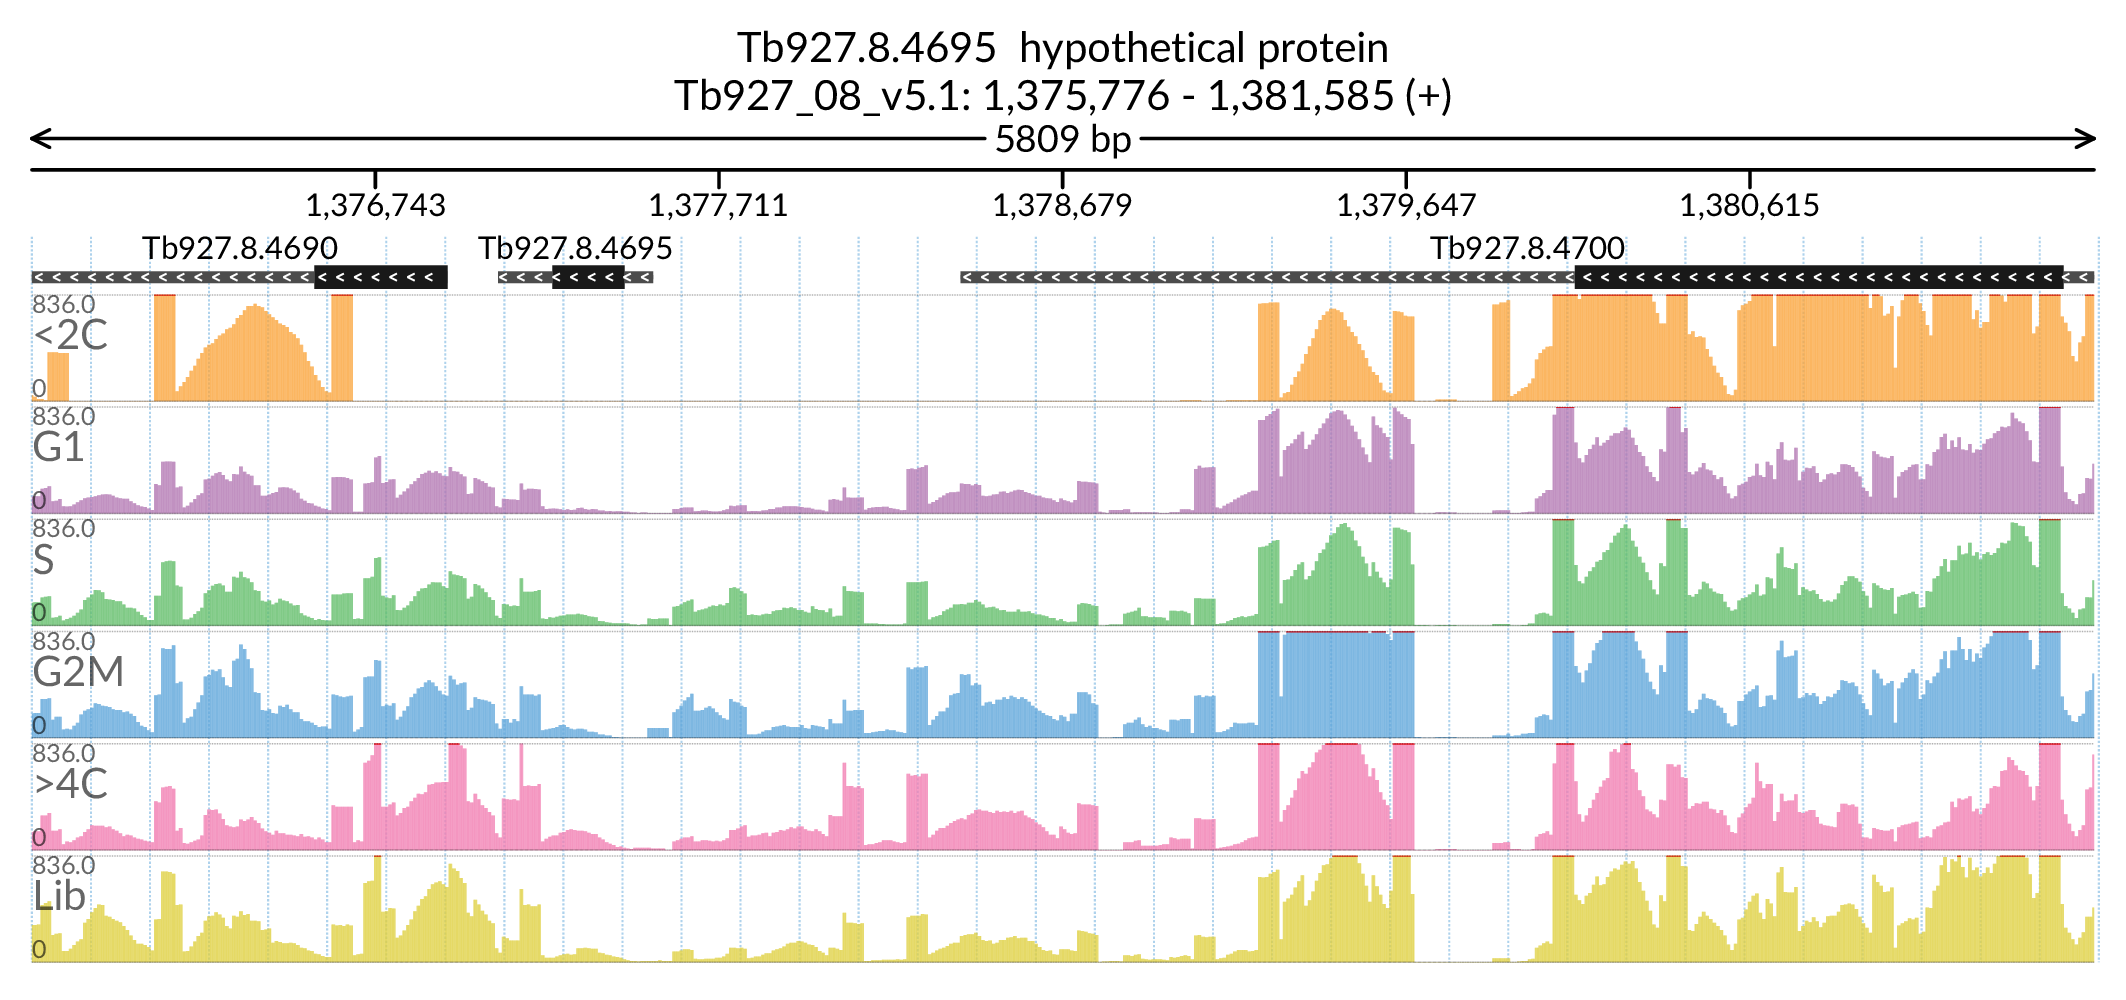 Tb927.8.4695  hypothetical protein
Tb927_08_v5.1: 1,375,776 - 1,381,585 (+)
5809 bp
1,376,743 1,377,711 1,378,679 1,379,647 1,380,615
Tb927.8.4690 Tb927.8.4695 Tb927.8.4700
836.0
<2C
0
836.0
G1
0
836.0
S
0
836.0
G2M
0
836.0
>4C
0
836.0
Lib
0